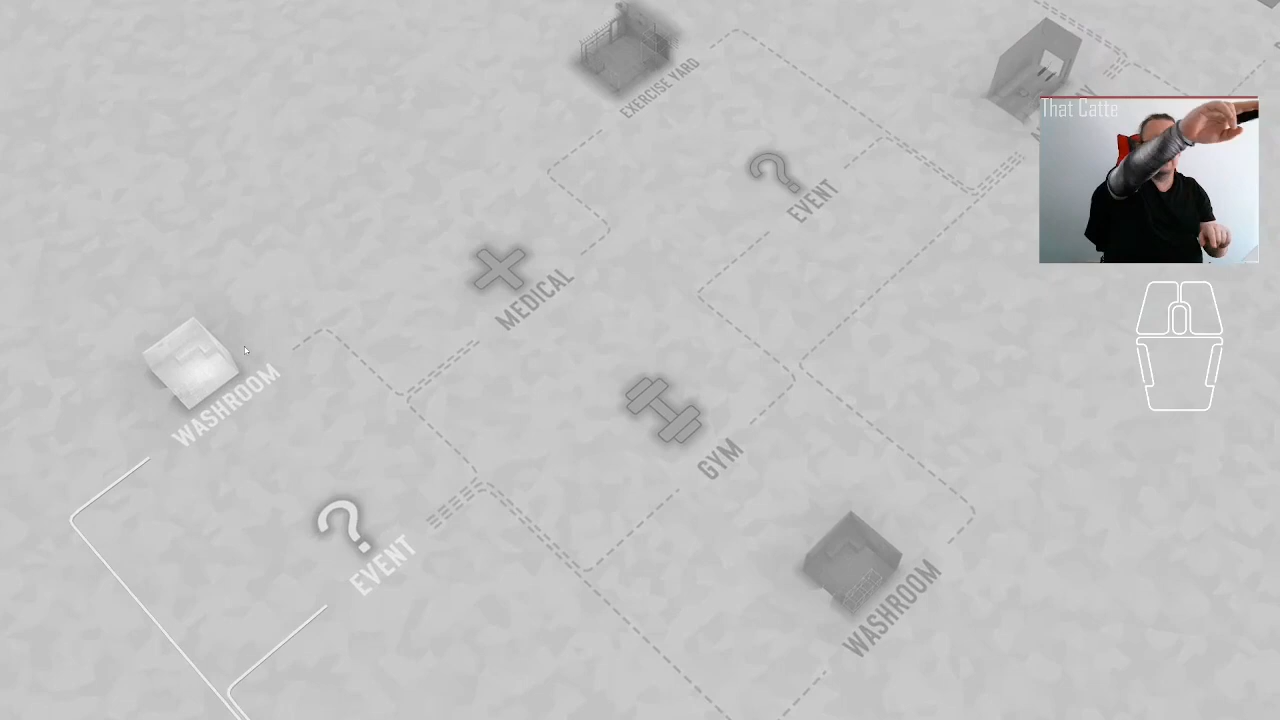 EXERCISE YARD
That Catte
EVENT
MEDICAL
WASHROOM
GYM
EVENT
WASHROOM